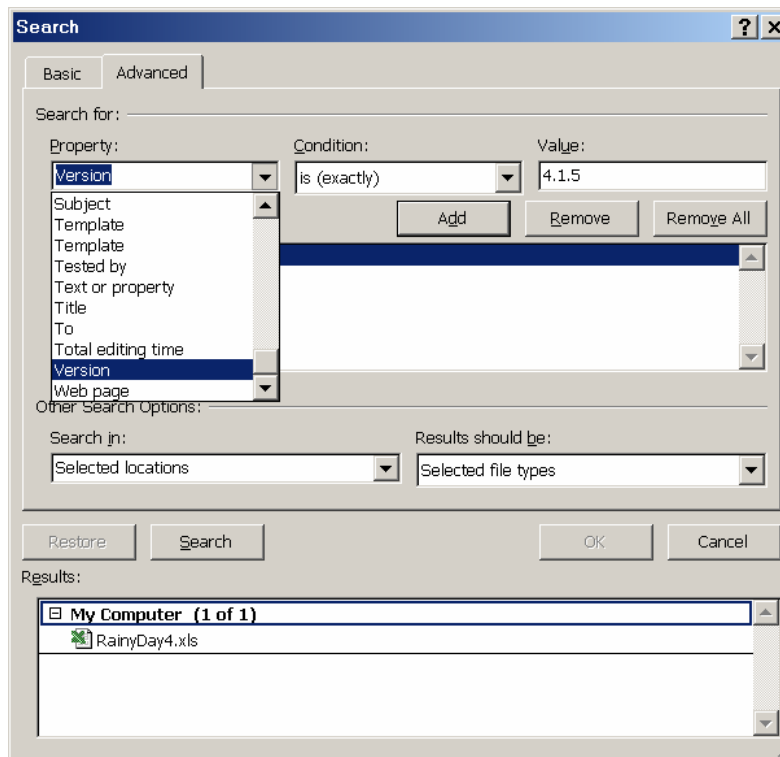 Search
Basic Advanced
Search for:
Property: Condition: Value:
Version is (exactly) 4.1.5
Subject
Template
Template
Tested by
Text or property
Title
To
Total editing time
Version
Web page
Add Remove Remove All
Other Search Options:
Search in: Results should be:
Selected locations Selected file types
Restore Search OK Cancel
Results:
My Computer (1 of 1)
RainyDay4.xls